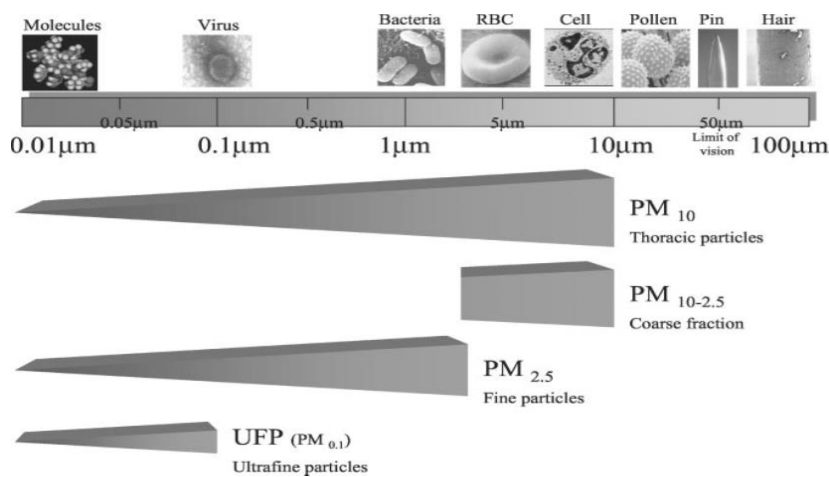 Molecules Virus Bacteria RBC Cell Pollen Pin Hair
0.05µm 0.5µm 5µm 50µm
0.01µm 0.1µm 1µm 10µm Limit of vision 100µm
PM 10
Thoracic particles
PM 10-2.5
Coarse fraction
PM 2.5
Fine particles
UFP (PM 0.1)
Ultrafine particles